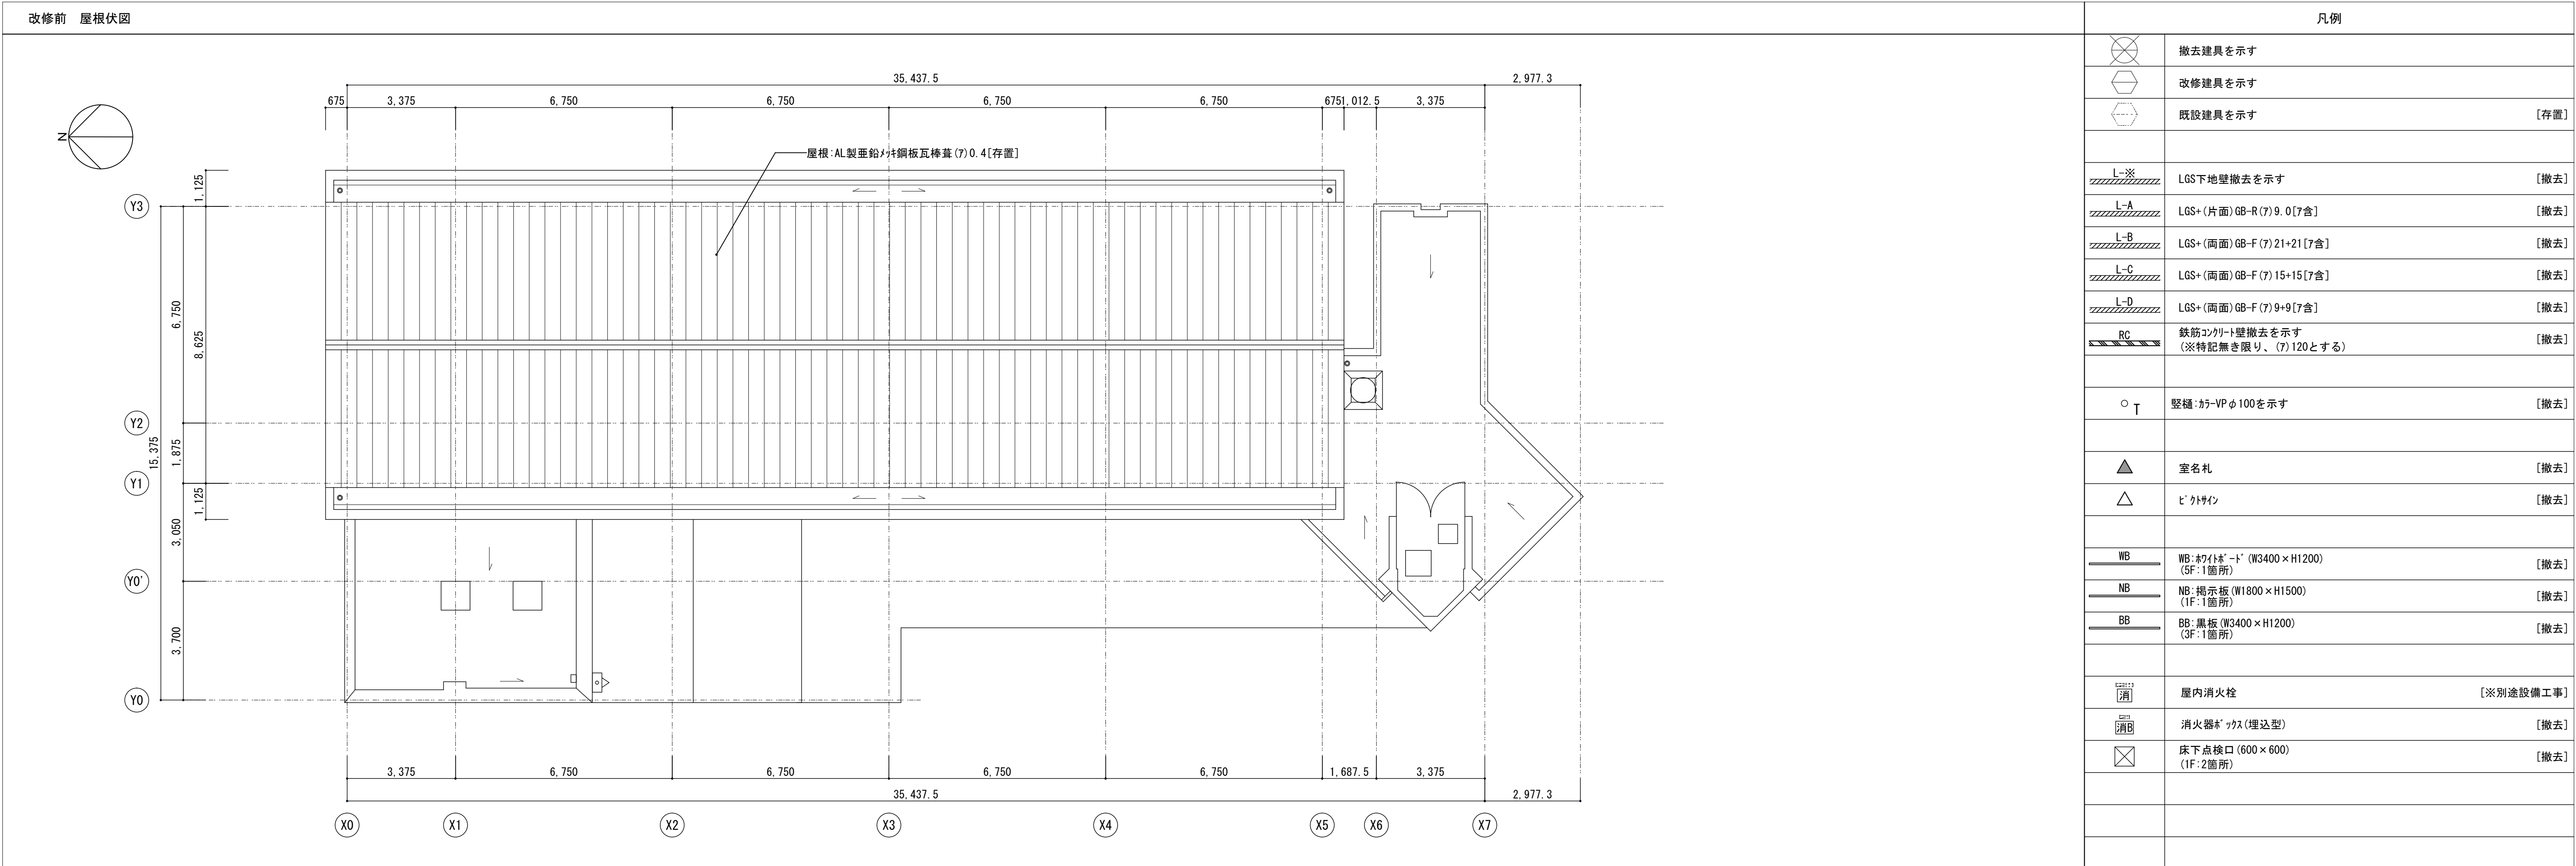 改修前　屋根伏図
凡例
N
35,437.5
2,977.3
675
3,375
6,750
6,750
6,750
6,750
675
1,012.5
3,375
屋根:AL製亜鉛ﾒｯｷ鋼板瓦棒葺(ｱ)0.4[存置]
Y3
Y2
Y1
Y0'
Y0
15,375
6,750
1,875
3,050
3,700
1,125
8,625
1,125
3,375
6,750
6,750
6,750
6,750
1,687.5
3,375
35,437.5
2,977.3
X0
X1
X2
X3
X4
X5
X6
X7
撤去建具を示す
改修建具を示す
既設建具を示す [存置]
L-※ LGS下地壁撤去を示す [撤去]
L-A LGS+(片面)GB-R(ｱ)9.0[ｱ含] [撤去]
L-B LGS+(両面)GB-F(ｱ)21+21[ｱ含] [撤去]
L-C LGS+(両面)GB-F(ｱ)15+15[ｱ含] [撤去]
L-D LGS+(両面)GB-F(ｱ)9+9[ｱ含] [撤去]
RC 鉄筋ｺﾝｸﾘｰﾄ壁撤去を示す [撤去]
(※特記無き限り、(ｱ)120とする)
T 竪樋:ｶﾗｰVPφ100を示す [撤去]
室名札 [撤去]
ﾋﾟｸﾄｻｲﾝ [撤去]
WB WB:ﾎﾜｲﾄﾎﾞｰﾄﾞ(W3400×H1200) [撤去]
(5F:1箇所)
NB NB:掲示板(W1800×H1500) [撤去]
(1F:1箇所)
BB BB:黒板(W3400×H1200) [撤去]
(3F:1箇所)
消 屋内消火栓 [※別途設備工事]
消B 消火器ﾎﾞｯｸｽ(埋込型) [撤去]
床下点検口(600×600) [撤去]
(1F:2箇所)